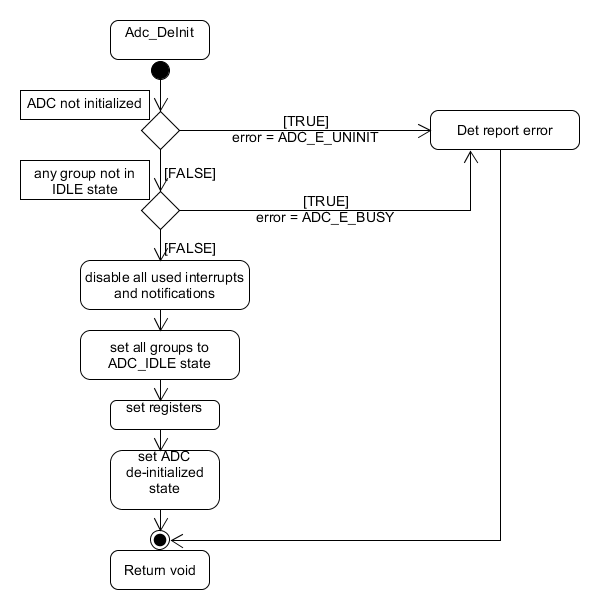 Adc_DeInit
ADC not initialized
[TRUE]
error = ADC_E_UNINIT
Det report error
any group not in
IDLE state
[FALSE]
[TRUE]
error = ADC_E_BUSY
[FALSE]
disable all used interrupts
and notifications
set all groups to
ADC_IDLE state
set registers
set ADC
de-initialized
state
Return void